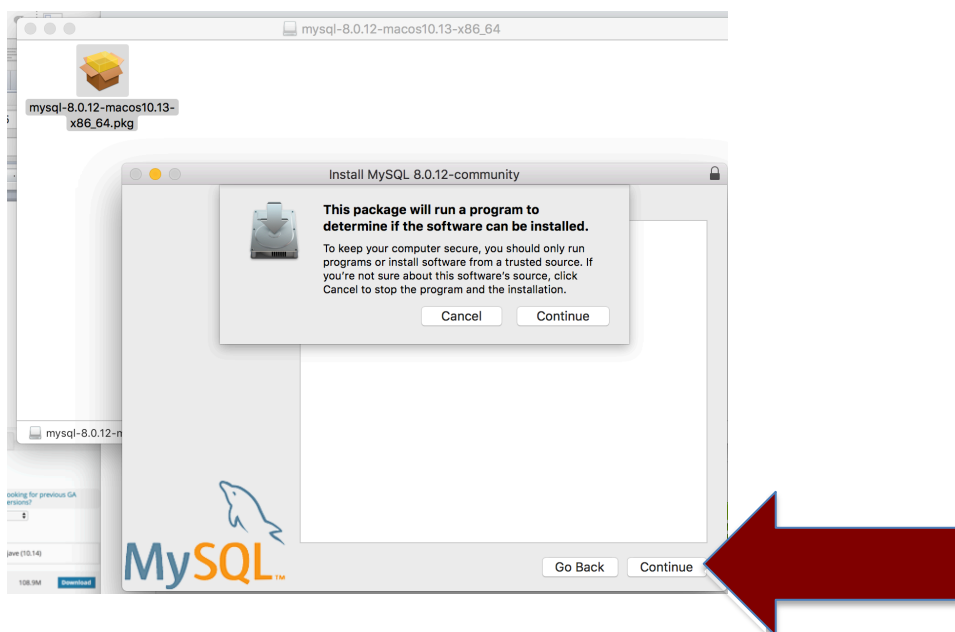 mysql-8.0.12-macos10.13-x86_64
mysql-8.0.12-macos10.13-
x86_64.pkg
Install MySQL 8.0.12-community
This package will run a program to
determine if the software can be installed.
To keep your computer secure, you should only run
programs or install software from a trusted source. If
you're not sure about this software's source, click
Cancel to stop the program and the installation.
Cancel
Continue
mysql-8.0.12-m
ooking for previous GA
ersions?
jave (10.14)
108.9M
Download
MySQL™
Go Back
Continue